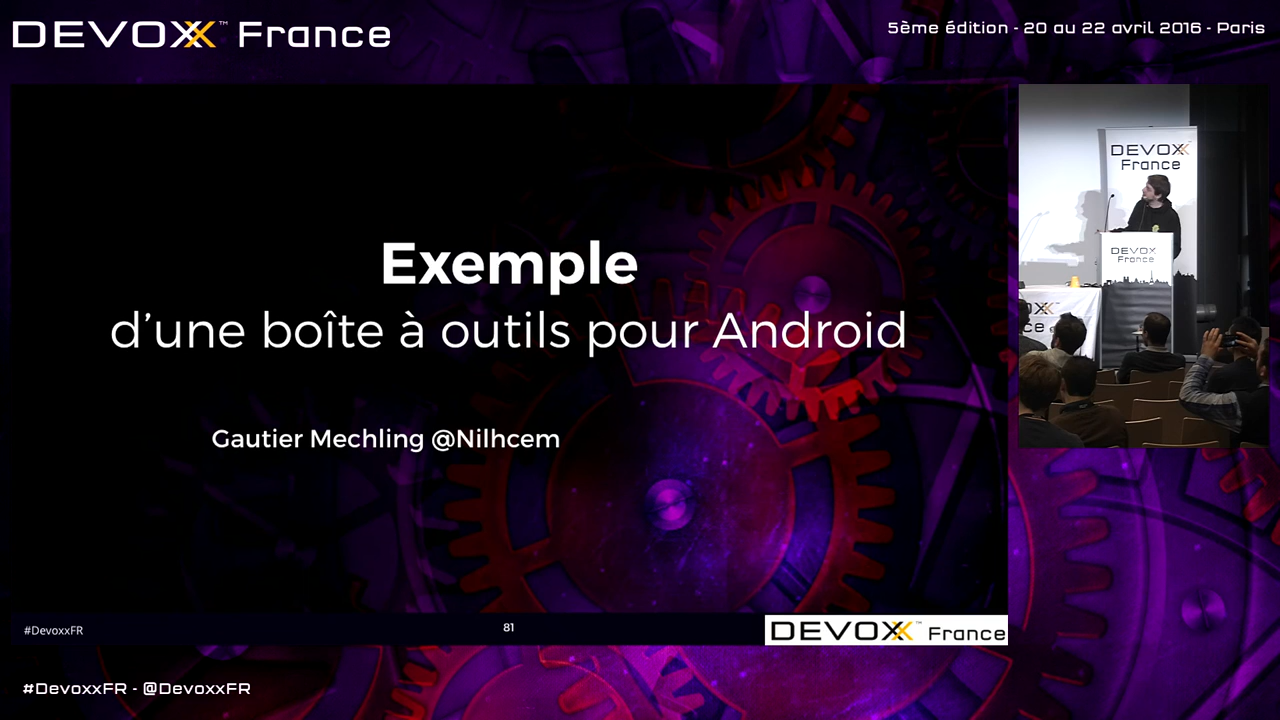 DEVOXX™ France
5ème édition - 20 au 22 avril 2016 - Paris
DEVOXX
France
DEVOXX
France
Exemple
d’une boîte à outils pour Android
Gautier Mechling @Nilhcem
#DevoxxFR
81
DEVOXX France
#DevoxxFR - @DevoxxFR